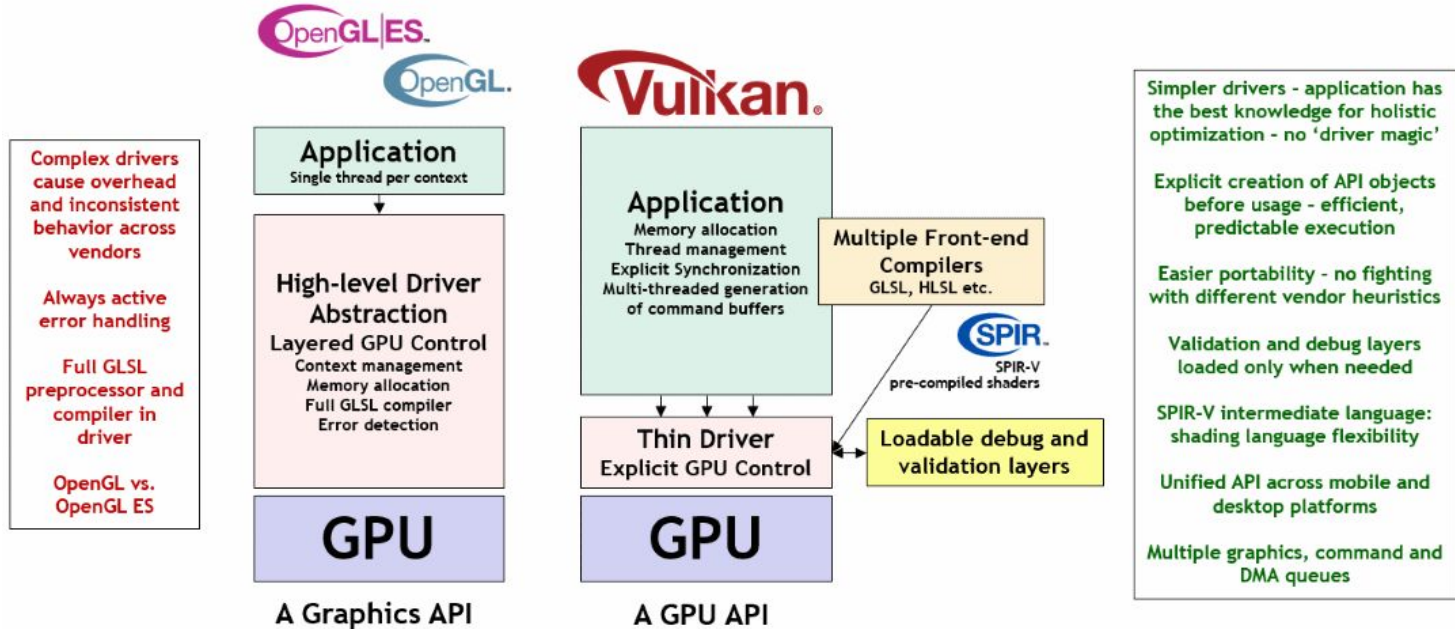 OpenGL|ES™
OpenGL.
Vulkan®
Complex drivers
cause overhead
and inconsistent
behavior across
vendors
Always active
error handling
Full GLSL
preprocessor and
compiler in
driver
OpenGL vs.
OpenGL ES
Application
Single thread per context
High-level Driver
Abstraction
Layered GPU Control
Context management
Memory allocation
Full GLSL compiler
Error detection
GPU
A Graphics API
Application
Memory allocation
Thread management
Explicit Synchronization
Multi-threaded generation
of command buffers
Multiple Front-end
Compilers
GLSL, HLSL etc.
SPIR™
SPIR-V
pre-compiled shaders
Thin Driver
Explicit GPU Control
Loadable debug and
validation layers
GPU
A GPU API
Simpler drivers - application has
the best knowledge for holistic
optimization - no ‘driver magic’
Explicit creation of API objects
before usage - efficient,
predictable execution
Easier portability - no fighting
with different vendor heuristics
Validation and debug layers
loaded only when needed
SPIR-V intermediate language:
shading language flexibility
Unified API across mobile and
desktop platforms
Multiple graphics, command and
DMA queues